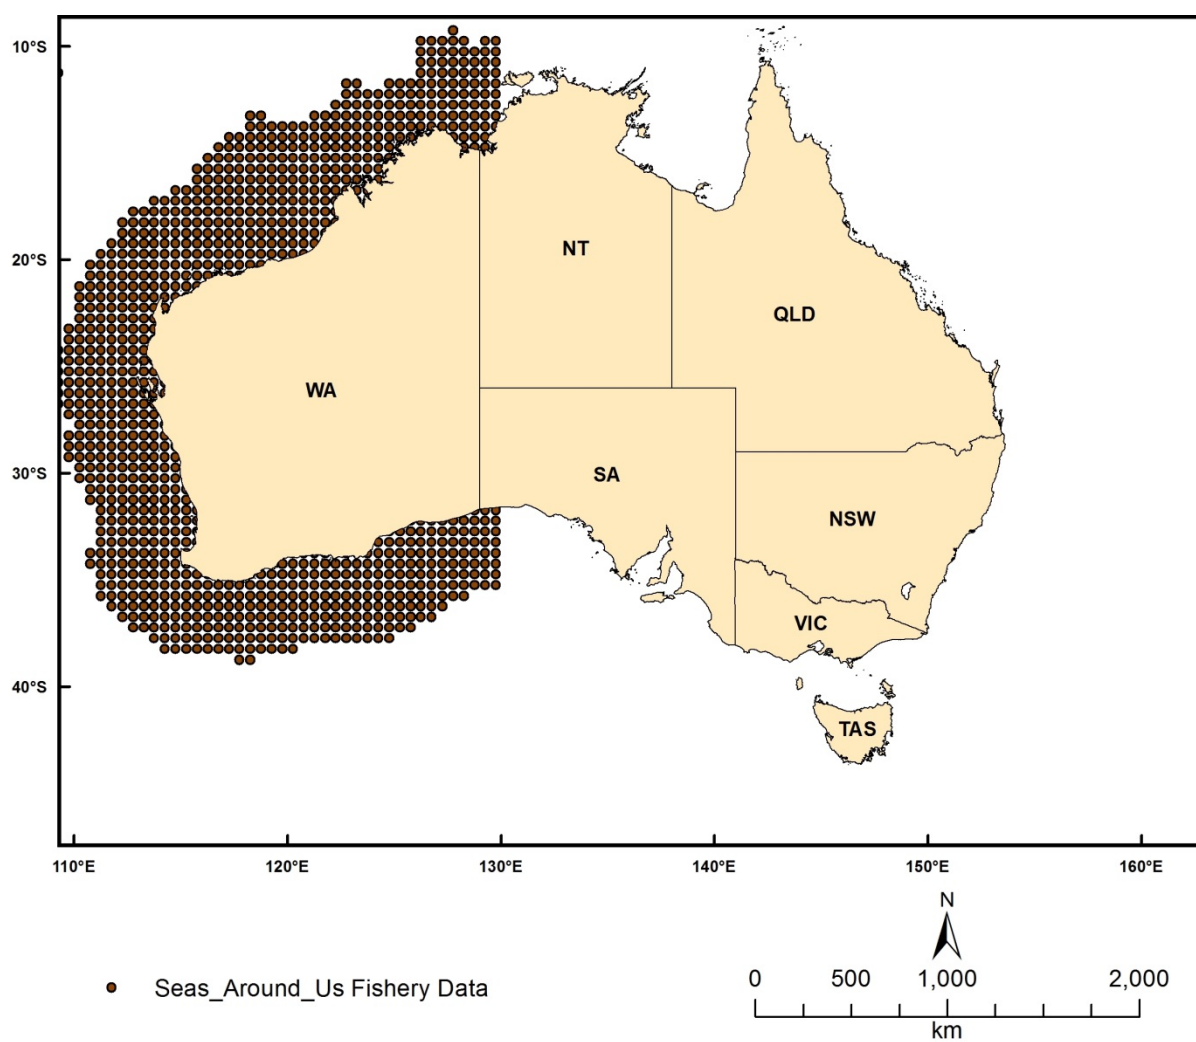 10°S
20°S
30°S
40°S
NT
QLD
WA
SA
NSW
VIC
TAS
110°E 120°E 130°E 140°E 150°E 160°E
N
Seas_Around_Us Fishery Data
0 500 1,000 2,000
km